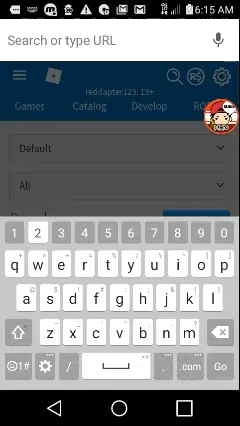 6:15 AM
Search or type URL
R$
reddapter123: 13+
Games Catalog Develop
Default
All
1 2 3 4 5 6 7 8 9 0
q w e r t y u i o p
a s d f g h j k l
z x c v b n m
1# / . .com Go